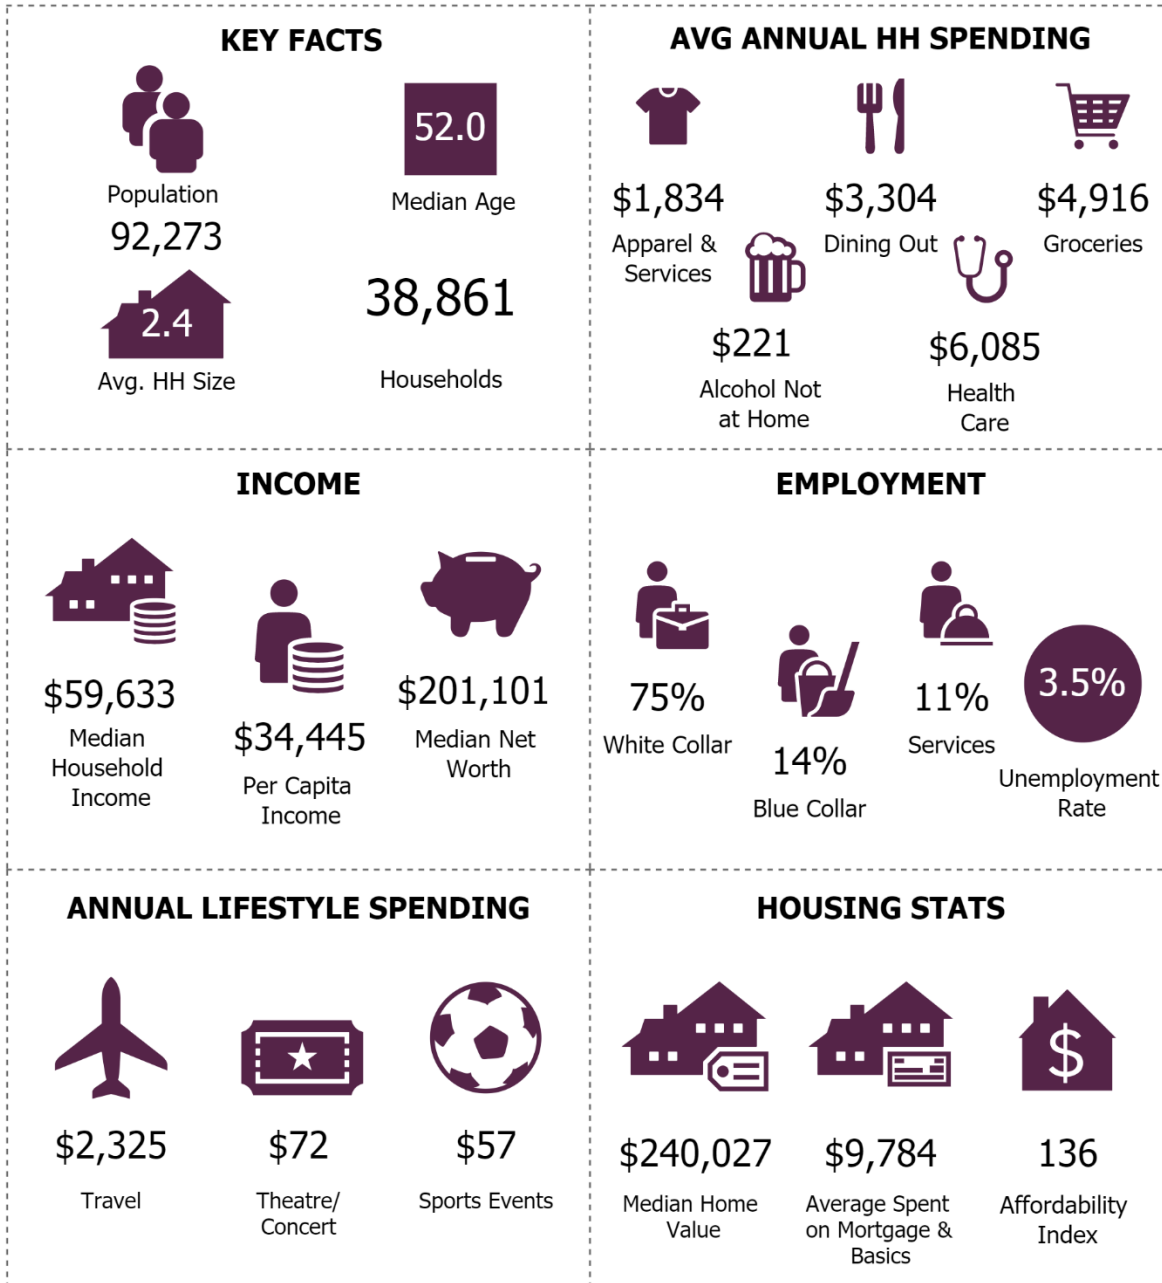 KEY FACTS
Population
92,273
52.0
Median Age
2.4
Avg. HH Size
38,861
Households
AVG ANNUAL HH SPENDING
$1,834
Apparel &
Services
$3,304
Dining Out
$4,916
Groceries
$221
Alcohol Not
at Home
$6,085
Health
Care
INCOME
$59,633
Median
Household
Income
$34,445
Per Capita
Income
$201,101
Median Net
Worth
EMPLOYMENT
75%
White Collar
14%
Blue Collar
11%
Services
3.5%
Unemployment
Rate
ANNUAL LIFESTYLE SPENDING
$2,325
Travel
$72
Theatre/
Concert
$57
Sports Events
HOUSING STATS
$240,027
Median Home
Value
$9,784
Average Spent
on Mortgage &
Basics
$
136
Affordability
Index